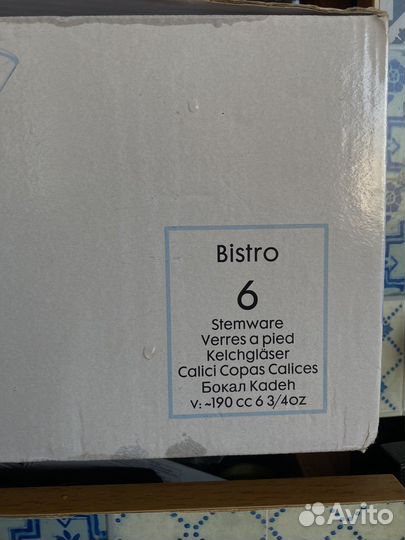 Bistro
6
Stemware
Verres a pied
Kelchgläser
Calici Copas Calices
Бокал Kadeh
V: ~190 CC 6 3/4oz
Avito